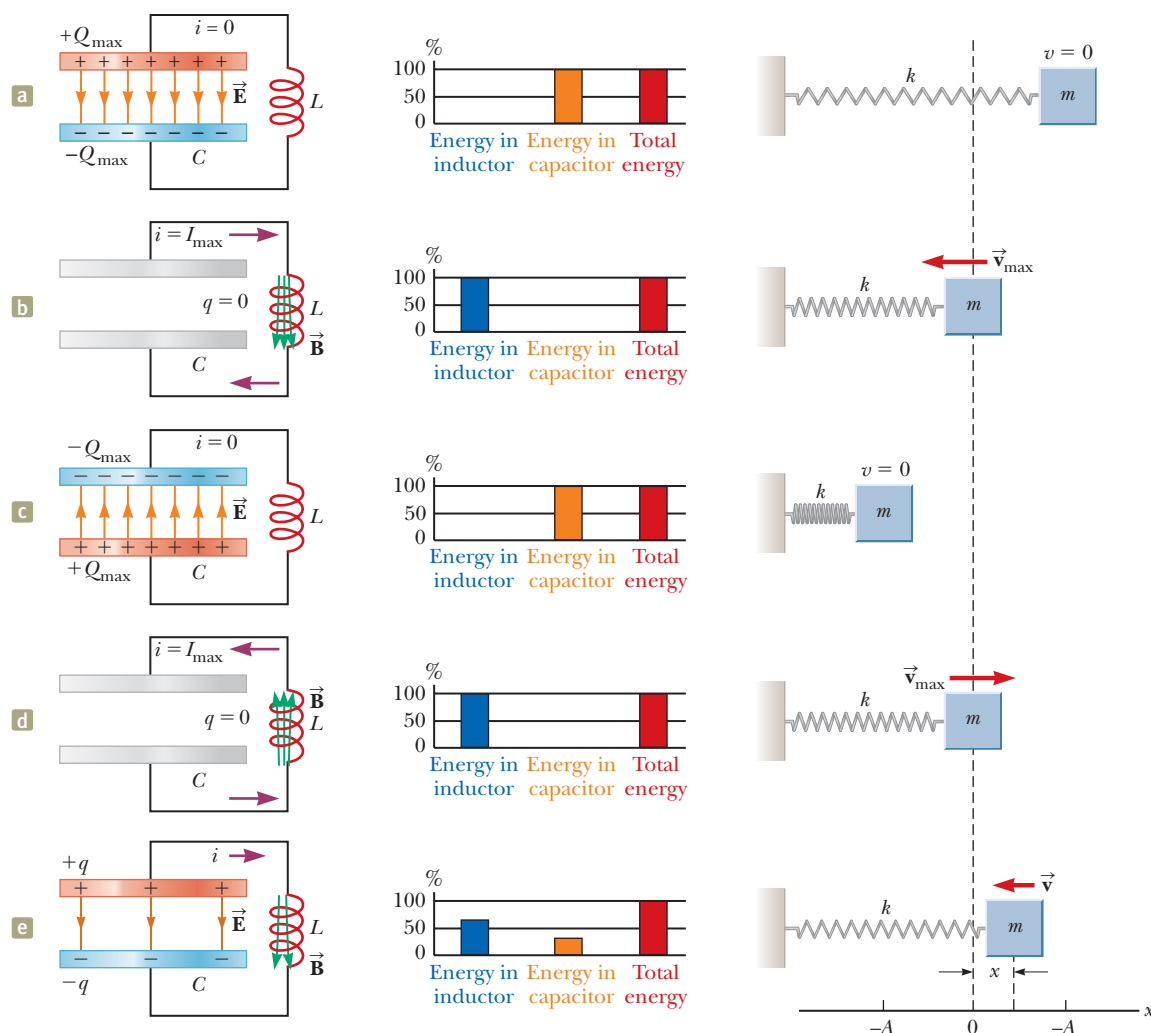 a
i = 0
+Q_max
+ + + + + + +
E
L
− − − − − − −
−Q_max
C
%
100
50
0
Energy in inductor
Energy in capacitor
Total energy
k
v = 0
m
b
i = I_max
q = 0
L
B
C
%
100
50
0
Energy in inductor
Energy in capacitor
Total energy
v_max
k
m
c
i = 0
−Q_max
− − − − − − −
E
L
+ + + + + + +
+Q_max
C
%
100
50
0
Energy in inductor
Energy in capacitor
Total energy
v = 0
k
m
d
i = I_max
B
q = 0
L
C
%
100
50
0
Energy in inductor
Energy in capacitor
Total energy
v_max
k
m
e
i
+q
+ + +
E
L
− − −
B
−q
C
%
100
50
0
Energy in inductor
Energy in capacitor
Total energy
v
k
m
x
−A 0 −A x